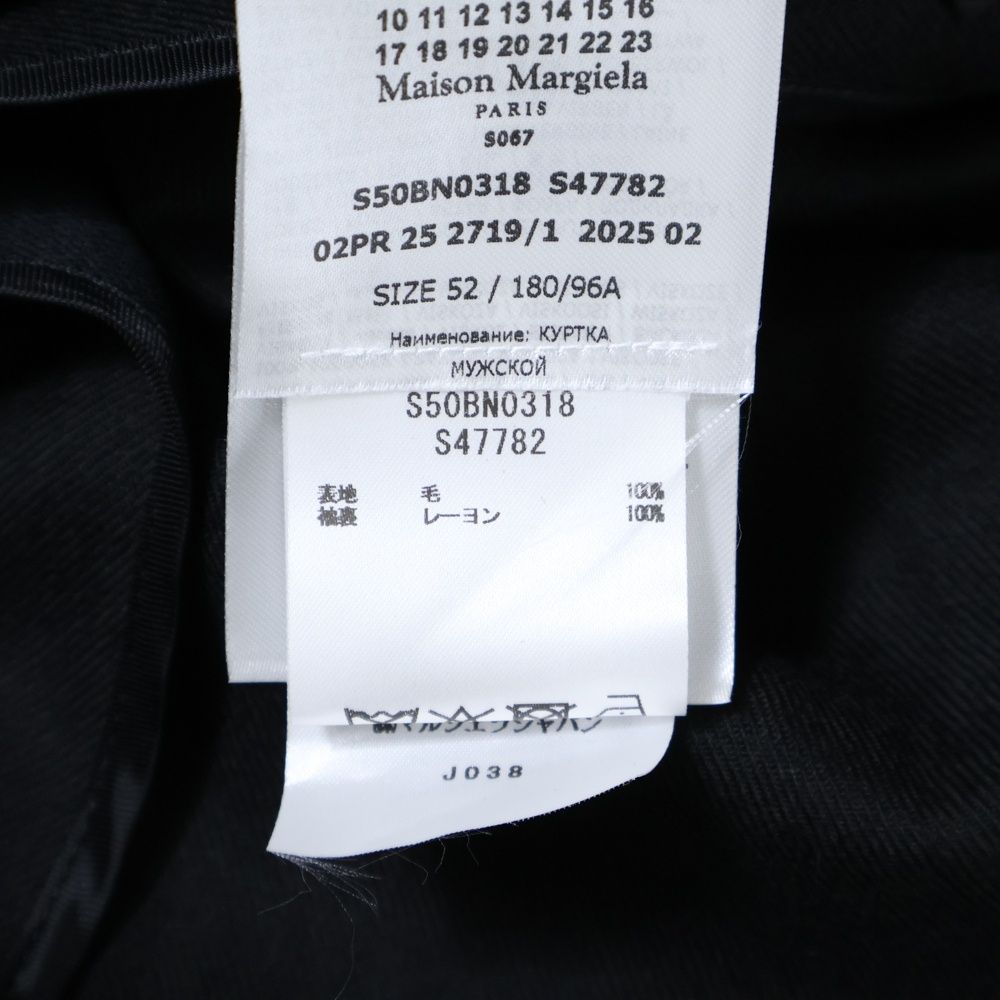 10 11 12 13 14 15 16
17 18 19 20 21 22 23
Maison Margiela
PARIS
S067
S50BN0318 S47782
02PR 25 2719/1 2025 02
SIZE 52 / 180/96A
Наименование: КУРТКА
МУЖСКОЙ
S50BN0318
S47782
表地 毛 100%
袖裏 レーヨン 100%
J038